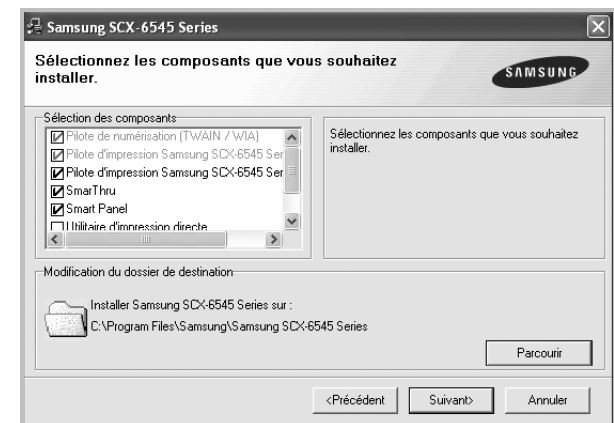 Samsung SCX-6545 Series
Sélectionnez les composants que vous souhaitez
installer.
SAMSUNG
Sélection des composants
Pilote de numérisation (TWAIN / WIA)
Pilote d'impression Samsung SCX-6545 Ser
Pilote d'impression Samsung SCX-6545 Ser
SmarThru
Smart Panel
Utilitaire d'impression directe
Sélectionnez les composants que vous souhaitez
installer.
Modification du dossier de destination
Installer Samsung SCX-6545 Series sur :
C:\Program Files\Samsung\Samsung SCX-6545 Series
Parcourir
<Précédent
Suivant>
Annuler